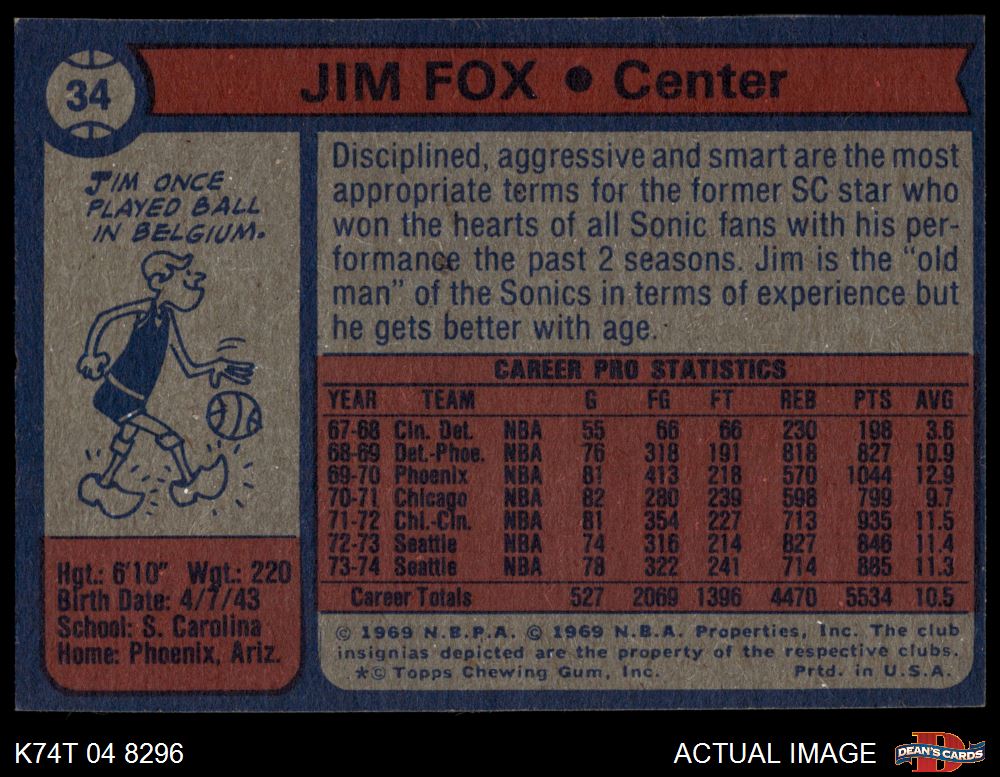 34
JIM FOX • Center
JIM ONCE
PLAYED BALL
IN BELGIUM.
Disciplined, aggressive and smart are the most
appropriate terms for the former SC star who
won the hearts of all Sonic fans with his per-
formance the past 2 seasons. Jim is the "old
man" of the Sonics in terms of experience but
he gets better with age.
CAREER PRO STATISTICS
YEAR TEAM G FG FT REB PTS AVG
67-68 Cin. Det. NBA 55 66 66 230 198 3.6
68-69 Det.-Phoe. NBA 76 318 191 818 827 10.9
69-70 Phoenix NBA 81 413 218 570 1044 12.9
70-71 Chicago NBA 82 280 239 598 799 9.7
71-72 Chi.-Cin. NBA 81 354 227 713 935 11.5
72-73 Seattle NBA 74 316 214 827 846 11.4
73-74 Seattle NBA 78 322 241 714 885 11.3
Career Totals 527 2069 1396 4470 5534 10.5
Hgt.: 6'10" Wgt.: 220
Birth Date: 4/7/43
School: S. Carolina
Home: Phoenix, Ariz.
© 1969 N.B.P.A. © 1969 N.B.A. Properties, Inc. The club
insignias depicted are the property of the respective clubs.
*© Topps Chewing Gum, Inc. Prtd. in U.S.A.
K74T 04 8296
ACTUAL IMAGE
D
DEAN'S CARDS